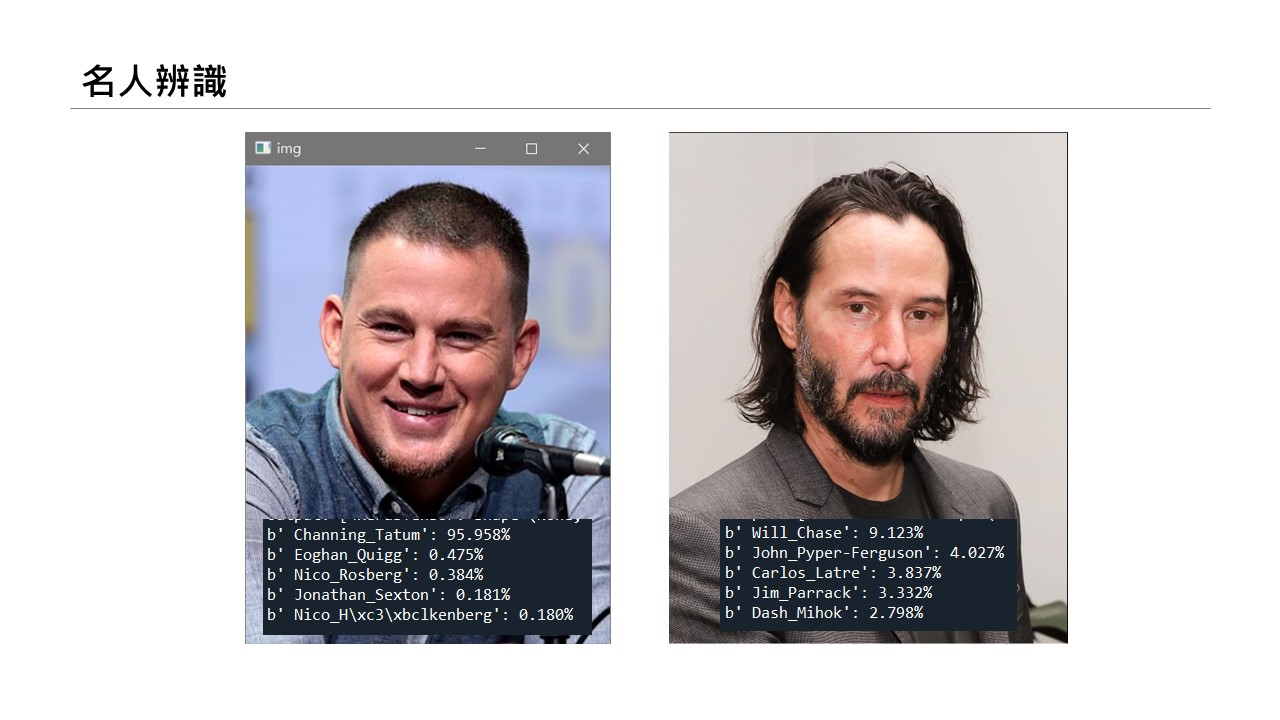 名人辨識
img
b' Channing_Tatum': 95.958%
b' Eoghan_Quigg': 0.475%
b' Nico_Rosberg': 0.384%
b' Jonathan_Sexton': 0.181%
b' Nico_H\xc3\xbclkenberg': 0.180%
b' Will_Chase': 9.123%
b' John_Pyper-Ferguson': 4.027%
b' Carlos_Latre': 3.837%
b' Jim_Parrack': 3.332%
b' Dash_Mihok': 2.798%